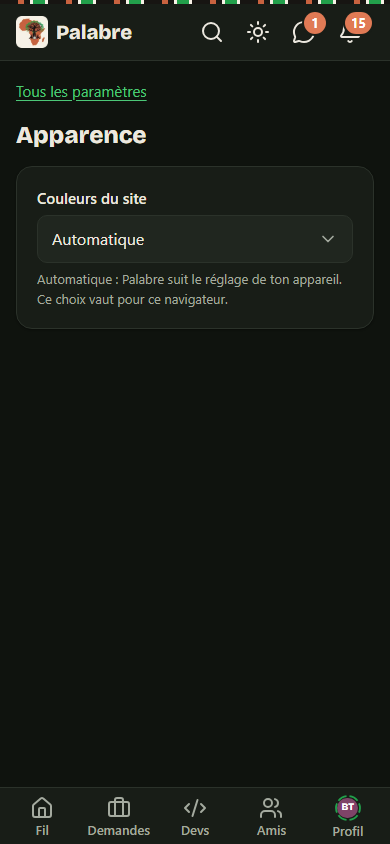 Palabre
1
15
Tous les paramètres
Apparence
Couleurs du site
Automatique
Automatique : Palabre suit le réglage de ton appareil.
Ce choix vaut pour ce navigateur.
BT
Fil
Demandes
Devs
Amis
Profil